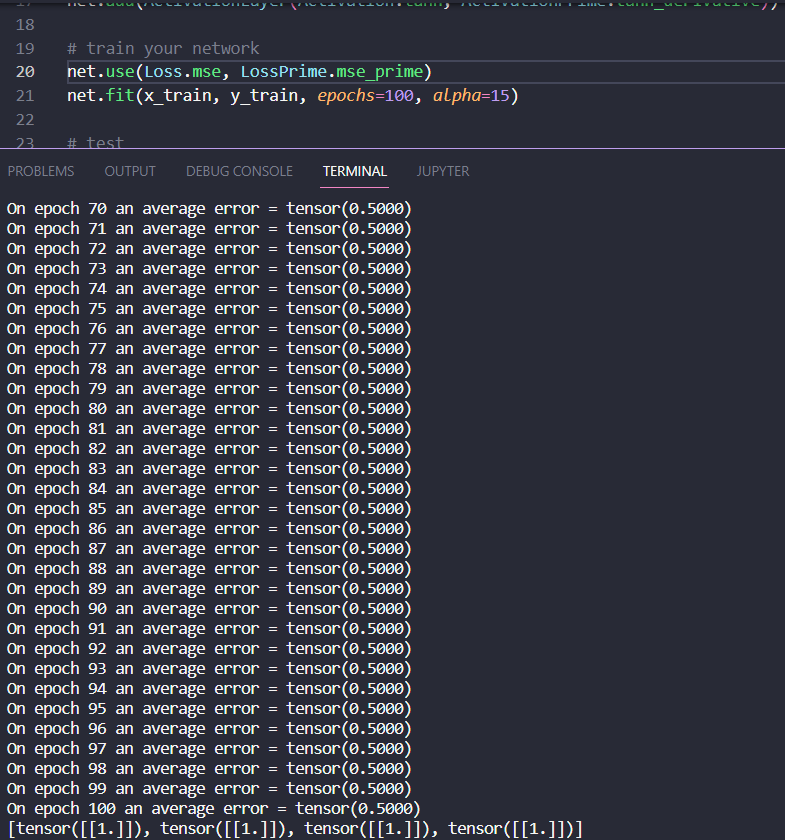 17 net.add(ActivationLayer(Activation.tanh, ActivationPrime.tanh_derivative))
18
19 # train your network
20 net.use(Loss.mse, LossPrime.mse_prime)
21 net.fit(x_train, y_train, epochs=100, alpha=15)
22
23 # test
PROBLEMS OUTPUT DEBUG CONSOLE TERMINAL JUPYTER
On epoch 70 an average error = tensor(0.5000)
On epoch 71 an average error = tensor(0.5000)
On epoch 72 an average error = tensor(0.5000)
On epoch 73 an average error = tensor(0.5000)
On epoch 74 an average error = tensor(0.5000)
On epoch 75 an average error = tensor(0.5000)
On epoch 76 an average error = tensor(0.5000)
On epoch 77 an average error = tensor(0.5000)
On epoch 78 an average error = tensor(0.5000)
On epoch 79 an average error = tensor(0.5000)
On epoch 80 an average error = tensor(0.5000)
On epoch 81 an average error = tensor(0.5000)
On epoch 82 an average error = tensor(0.5000)
On epoch 83 an average error = tensor(0.5000)
On epoch 84 an average error = tensor(0.5000)
On epoch 85 an average error = tensor(0.5000)
On epoch 86 an average error = tensor(0.5000)
On epoch 87 an average error = tensor(0.5000)
On epoch 88 an average error = tensor(0.5000)
On epoch 89 an average error = tensor(0.5000)
On epoch 90 an average error = tensor(0.5000)
On epoch 91 an average error = tensor(0.5000)
On epoch 92 an average error = tensor(0.5000)
On epoch 93 an average error = tensor(0.5000)
On epoch 94 an average error = tensor(0.5000)
On epoch 95 an average error = tensor(0.5000)
On epoch 96 an average error = tensor(0.5000)
On epoch 97 an average error = tensor(0.5000)
On epoch 98 an average error = tensor(0.5000)
On epoch 99 an average error = tensor(0.5000)
On epoch 100 an average error = tensor(0.5000)
[tensor([[1.]]), tensor([[1.]]), tensor([[1.]]), tensor([[1.]])]